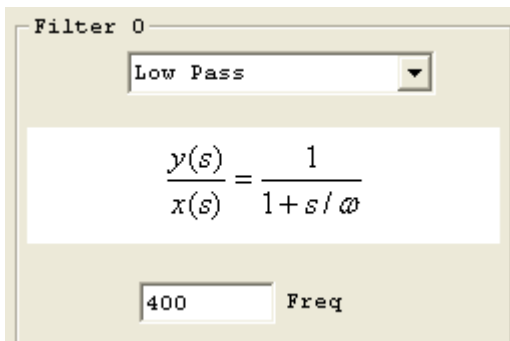 Filter 0
Low Pass
y(s)/x(s) = 1/(1+s/ω)
400 Freq